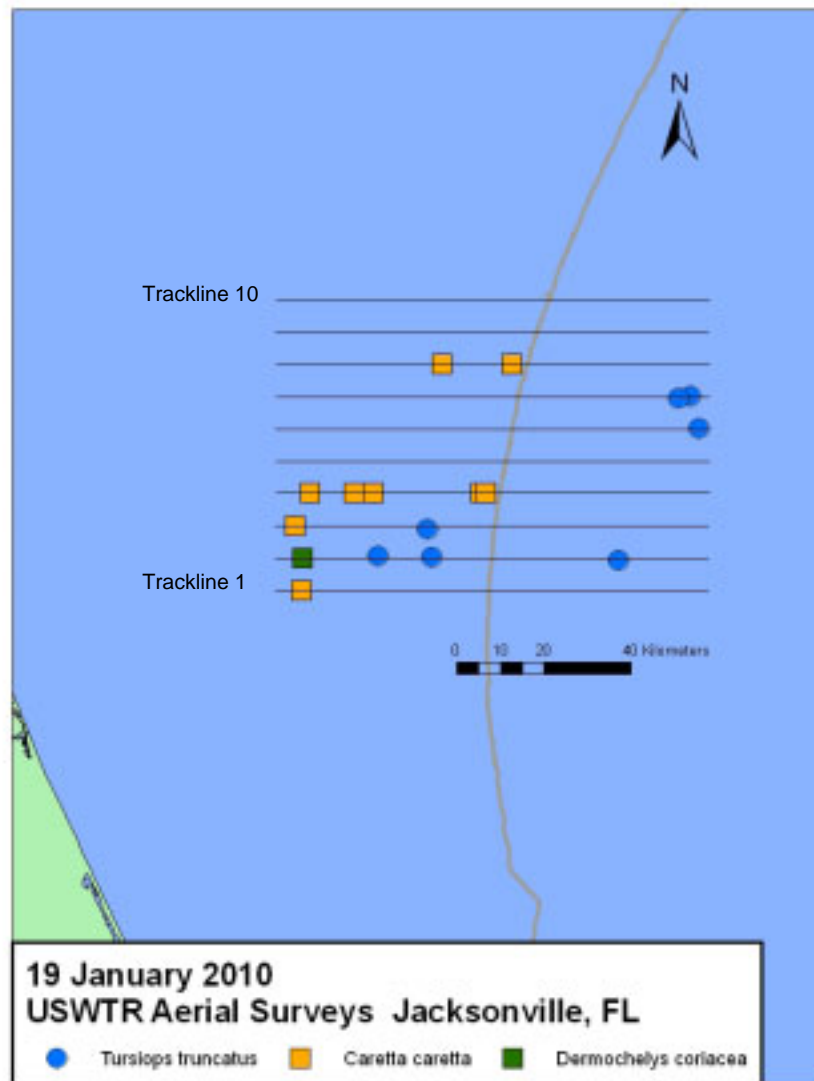 N
Trackline 10
Trackline 1
0 10 20 40 Kilometers
19 January 2010
USWTR Aerial Surveys Jacksonville, FL
Tursiops truncatus Caretta caretta Dermochelys coriacea